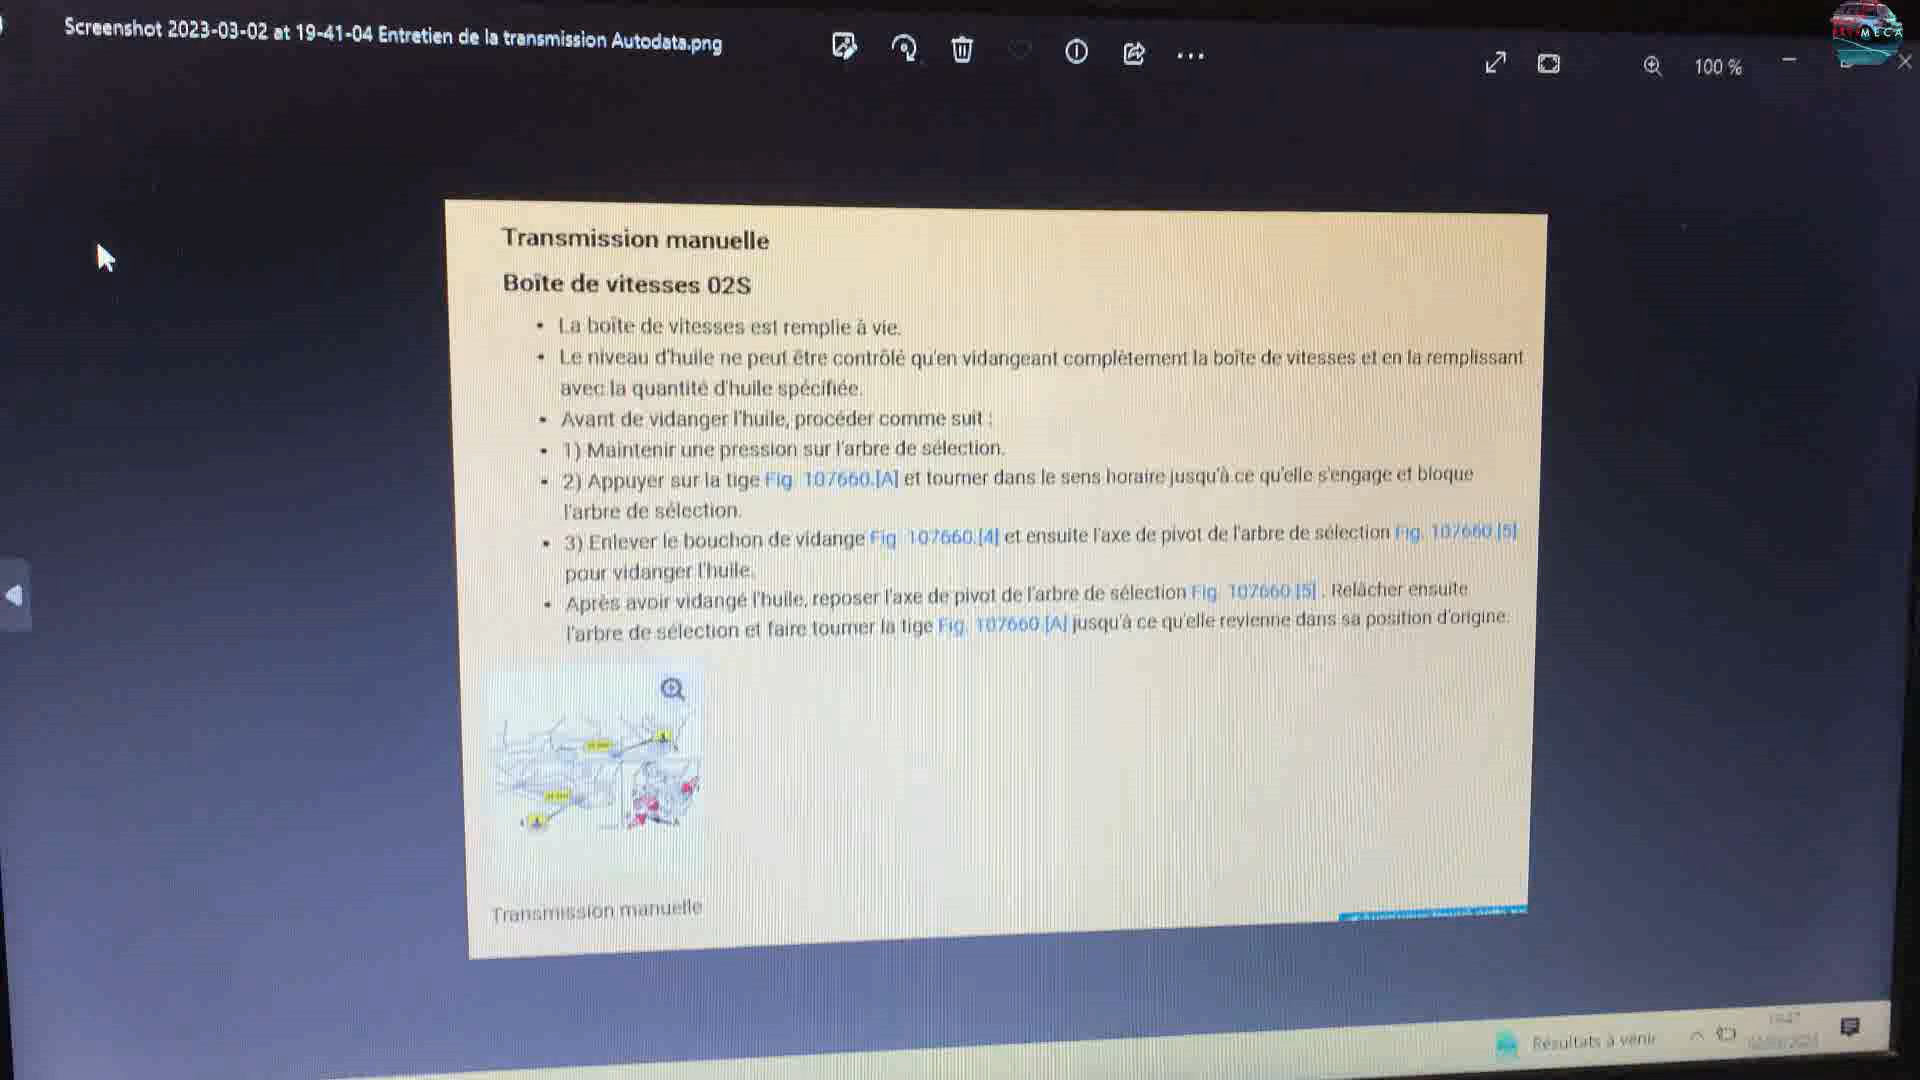 Screenshot 2023-03-02 at 19-41-04 Entretien de la transmission Autodata.png
100 %
MECA
Transmission manuelle
Boîte de vitesses 02S
• La boîte de vitesses est remplie à vie.
• Le niveau d'huile ne peut être contrôlé qu'en vidangeant complètement la boîte de vitesses et en la remplissant
avec la quantité d'huile spécifiée.
• Avant de vidanger l'huile, procéder comme suit :
• 1) Maintenir une pression sur l'arbre de sélection.
• 2) Appuyer sur la tige Fig. 107660.[A] et tourner dans le sens horaire jusqu'à ce qu'elle s'engage et bloque
l'arbre de sélection.
• 3) Enlever le bouchon de vidange Fig. 107660.[4] et ensuite l'axe de pivot de l'arbre de sélection Fig. 107660.[5]
pour vidanger l'huile.
• Après avoir vidangé l'huile, reposer l'axe de pivot de l'arbre de sélection Fig. 107660.[5] . Relâcher ensuite
l'arbre de sélection et faire tourner la tige Fig. 107660.[A] jusqu'à ce qu'elle revienne dans sa position d'origine.
Transmission manuelle
Résultats à venir